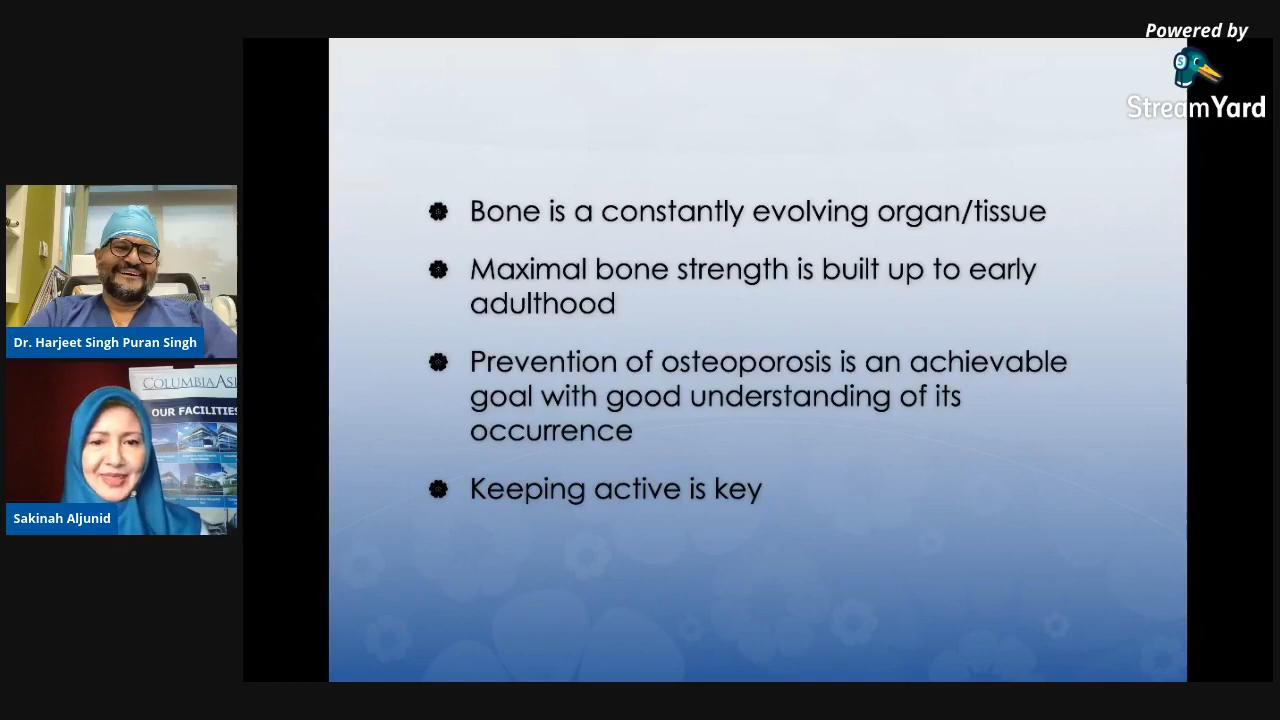 Powered by
StreamYard
Bone is a constantly evolving organ/tissue
Maximal bone strength is built up to early
adulthood
Prevention of osteoporosis is an achievable
goal with good understanding of its
occurrence
Keeping active is key
Dr. Harjeet Singh Puran Singh
COLUMBIA
OUR FACILITIES
Sakinah Aljunid